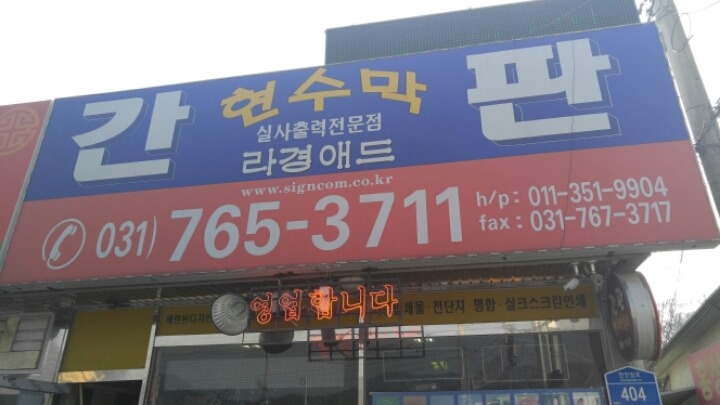 간판
현수막
실사출력전문점
라경애드
www.signcom.co.kr
031) 765-3711
h/p : 011-351-9904
fax : 031-767-3717
영업합니다
전단지 · 명함 · 실크스크린인쇄
404